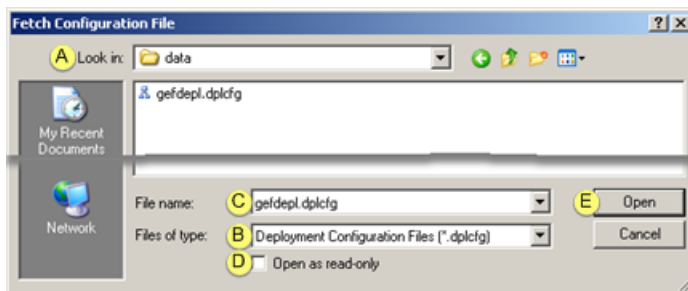 Fetch Configuration File
A Look in: data
gefdepl.dplcfg
My Recent
Documents
Network
File name: C gefdepl.dplcfg E Open
Files of type: B Deployment Configuration Files (*.dplcfg) Cancel
D Open as read-only